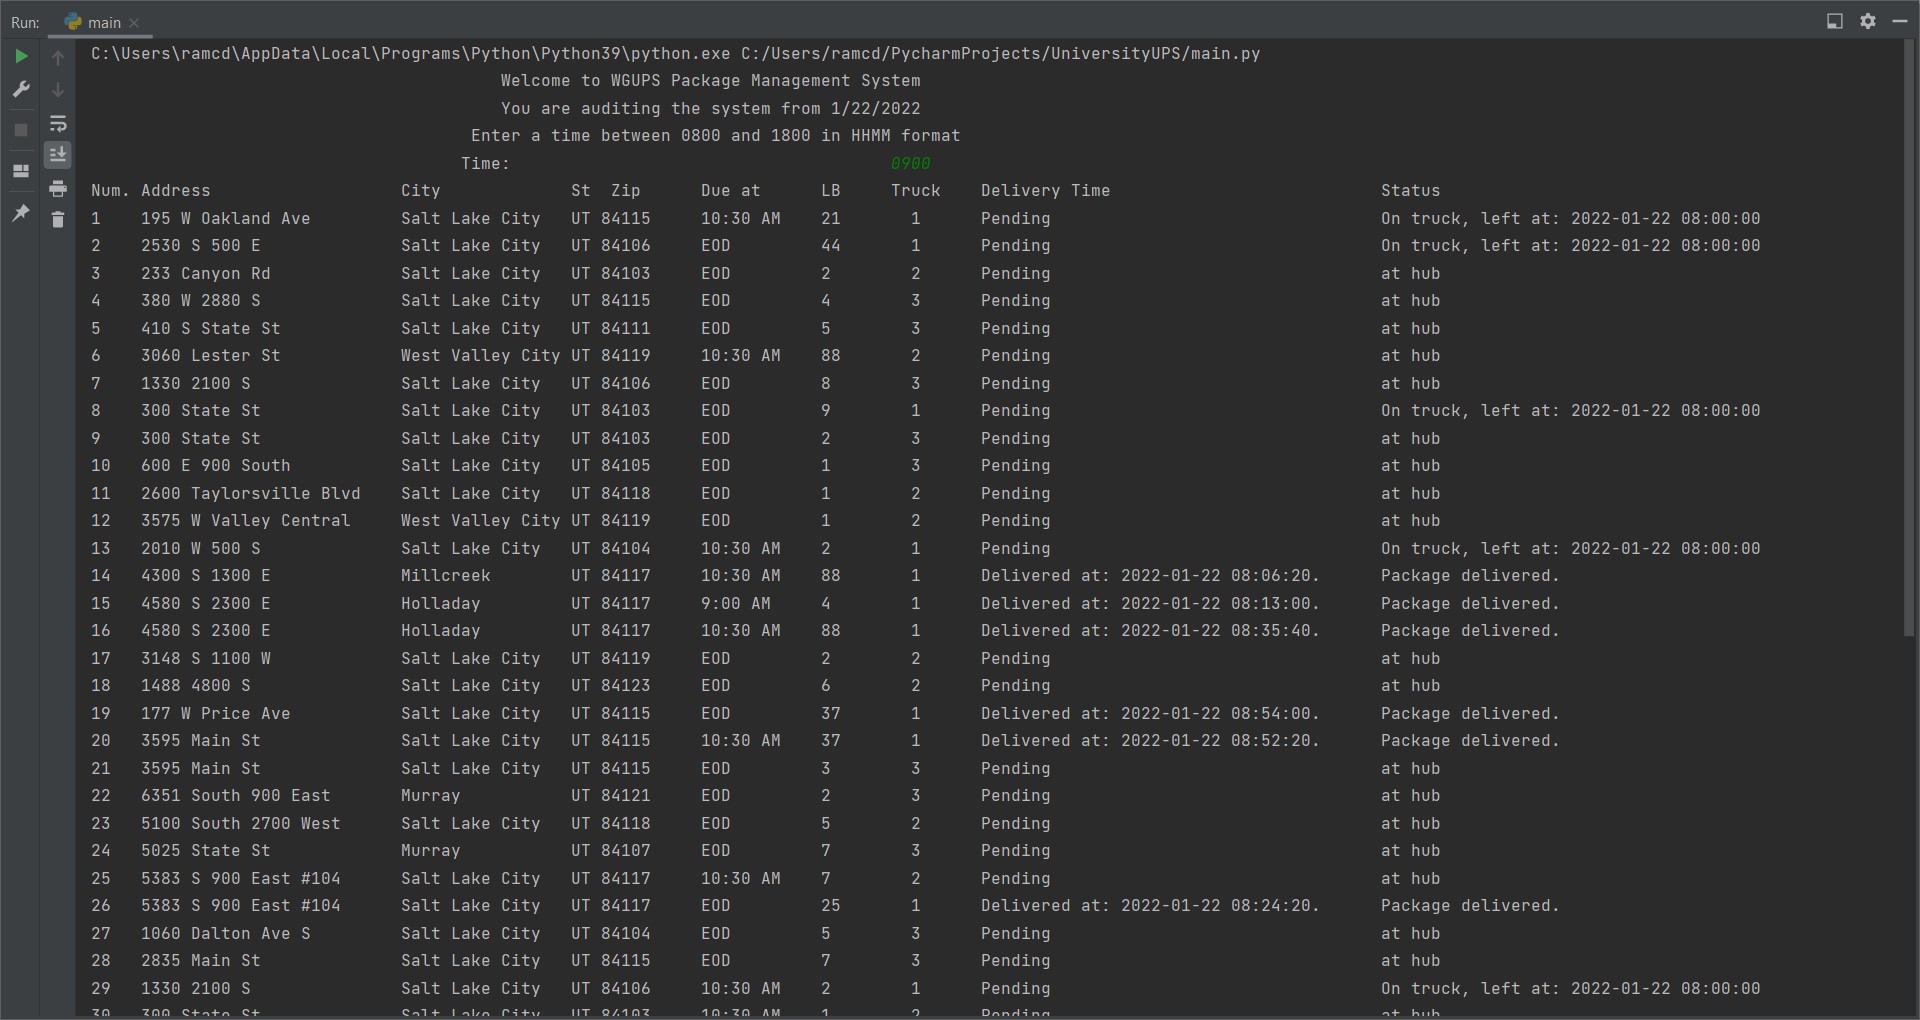 Run: main
C:\Users\ramcd\AppData\Local\Programs\Python\Python39\python.exe C:/Users/ramcd/PycharmProjects/UniversityUPS/main.py
Welcome to WGUPS Package Management System
You are auditing the system from 1/22/2022
Enter a time between 0800 and 1800 in HHMM format
Time: 0900
Num. Address City St Zip Due at LB Truck Delivery Time Status
1 195 W Oakland Ave Salt Lake City UT 84115 10:30 AM 21 1 Pending On truck, left at: 2022-01-22 08:00:00
2 2530 S 500 E Salt Lake City UT 84106 EOD 44 1 Pending On truck, left at: 2022-01-22 08:00:00
3 233 Canyon Rd Salt Lake City UT 84103 EOD 2 2 Pending at hub
4 380 W 2880 S Salt Lake City UT 84115 EOD 4 3 Pending at hub
5 410 S State St Salt Lake City UT 84111 EOD 5 3 Pending at hub
6 3060 Lester St West Valley City UT 84119 10:30 AM 88 2 Pending at hub
7 1330 2100 S Salt Lake City UT 84106 EOD 8 3 Pending at hub
8 300 State St Salt Lake City UT 84103 EOD 9 1 Pending On truck, left at: 2022-01-22 08:00:00
9 300 State St Salt Lake City UT 84103 EOD 2 3 Pending at hub
10 600 E 900 South Salt Lake City UT 84105 EOD 1 3 Pending at hub
11 2600 Taylorsville Blvd Salt Lake City UT 84118 EOD 1 2 Pending at hub
12 3575 W Valley Central West Valley City UT 84119 EOD 1 2 Pending at hub
13 2010 W 500 S Salt Lake City UT 84104 10:30 AM 2 1 Pending On truck, left at: 2022-01-22 08:00:00
14 4300 S 1300 E Millcreek UT 84117 10:30 AM 88 1 Delivered at: 2022-01-22 08:06:20. Package delivered.
15 4580 S 2300 E Holladay UT 84117 9:00 AM 4 1 Delivered at: 2022-01-22 08:13:00. Package delivered.
16 4580 S 2300 E Holladay UT 84117 10:30 AM 88 1 Delivered at: 2022-01-22 08:35:40. Package delivered.
17 3148 S 1100 W Salt Lake City UT 84119 EOD 2 2 Pending at hub
18 1488 4800 S Salt Lake City UT 84123 EOD 6 2 Pending at hub
19 177 W Price Ave Salt Lake City UT 84115 EOD 37 1 Delivered at: 2022-01-22 08:54:00. Package delivered.
20 3595 Main St Salt Lake City UT 84115 10:30 AM 37 1 Delivered at: 2022-01-22 08:52:20. Package delivered.
21 3595 Main St Salt Lake City UT 84115 EOD 3 3 Pending at hub
22 6351 South 900 East Murray UT 84121 EOD 2 3 Pending at hub
23 5100 South 2700 West Salt Lake City UT 84118 EOD 5 2 Pending at hub
24 5025 State St Murray UT 84107 EOD 7 3 Pending at hub
25 5383 S 900 East #104 Salt Lake City UT 84117 10:30 AM 7 2 Pending at hub
26 5383 S 900 East #104 Salt Lake City UT 84117 EOD 25 1 Delivered at: 2022-01-22 08:24:20. Package delivered.
27 1060 Dalton Ave S Salt Lake City UT 84104 EOD 5 3 Pending at hub
28 2835 Main St Salt Lake City UT 84115 EOD 7 3 Pending at hub
29 1330 2100 S Salt Lake City UT 84106 10:30 AM 2 1 Pending On truck, left at: 2022-01-22 08:00:00
30 300 State St Salt Lake City UT 84103 10:30 AM 1 2 Pending at hub